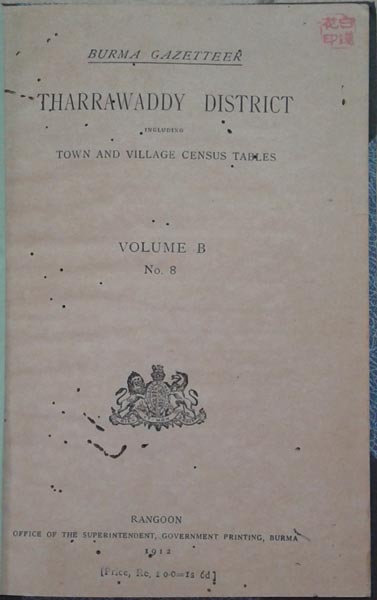 BURMA GAZETTEER
THARRAWADDY DISTRICT
INCLUDING
TOWN AND VILLAGE CENSUS TABLES
VOLUME B
No. 8
RANGOON
OFFICE OF THE SUPERINTENDENT, GOVERNMENT PRINTING, BURMA
1912
[Price, Re. 1-0-0=1s 6d]